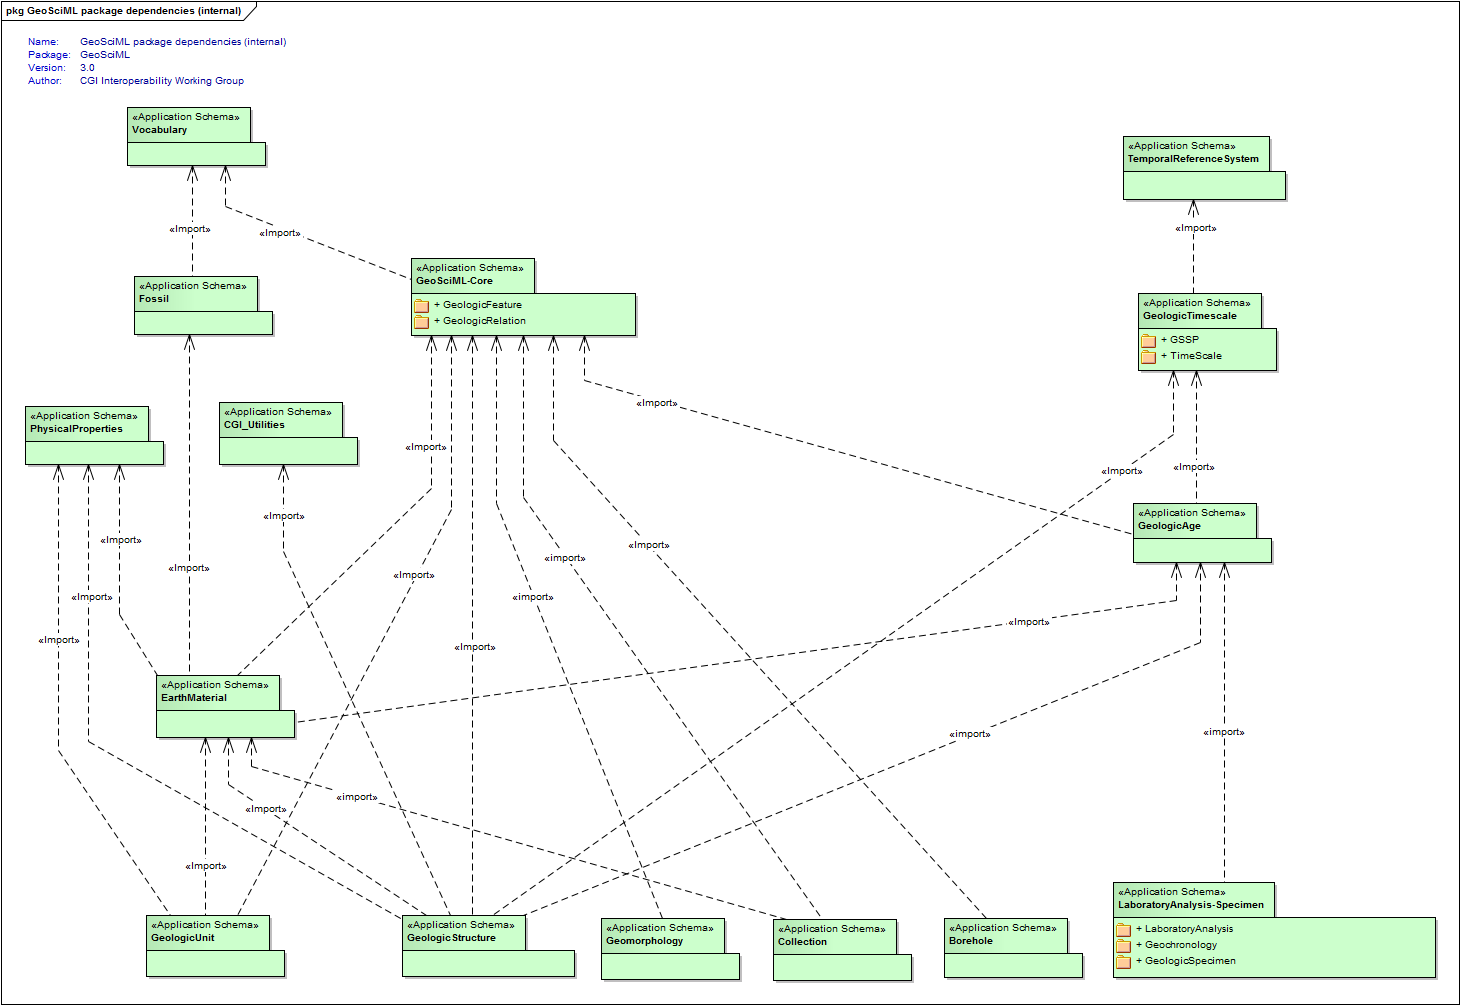 pkg GeoSciML package dependencies (internal)
Name: GeoSciML package dependencies (internal)
Package: GeoSciML
Version: 3.0
Author: CGI Interoperability Working Group
«Application Schema»
Vocabulary
«Application Schema»
TemporalReferenceSystem
«Import»
«Import»
«Import»
«Application Schema»
GeoSciML-Core
+ GeologicFeature
+ GeologicRelation
«Application Schema»
Fossil
«Application Schema»
GeologicTimescale
+ GSSP
+ TimeScale
«Application Schema»
PhysicalProperties
«Application Schema»
CGI_Utilities
«Import»
«Import»
«Import»
«Import»
«Import»
«Application Schema»
GeologicAge
«Import»
«Import»
«import»
«Import»
«Import»
«Import»
«import»
«Import»
«Import»
«Import»
«Import»
«Application Schema»
EarthMaterial
«import»
«import»
«import»
«Import»
«Import»
«Application Schema»
GeologicUnit
«Application Schema»
GeologicStructure
«Application Schema»
Geomorphology
«Application Schema»
Collection
«Application Schema»
Borehole
«Application Schema»
LaboratoryAnalysis-Specimen
+ LaboratoryAnalysis
+ Geochronology
+ GeologicSpecimen